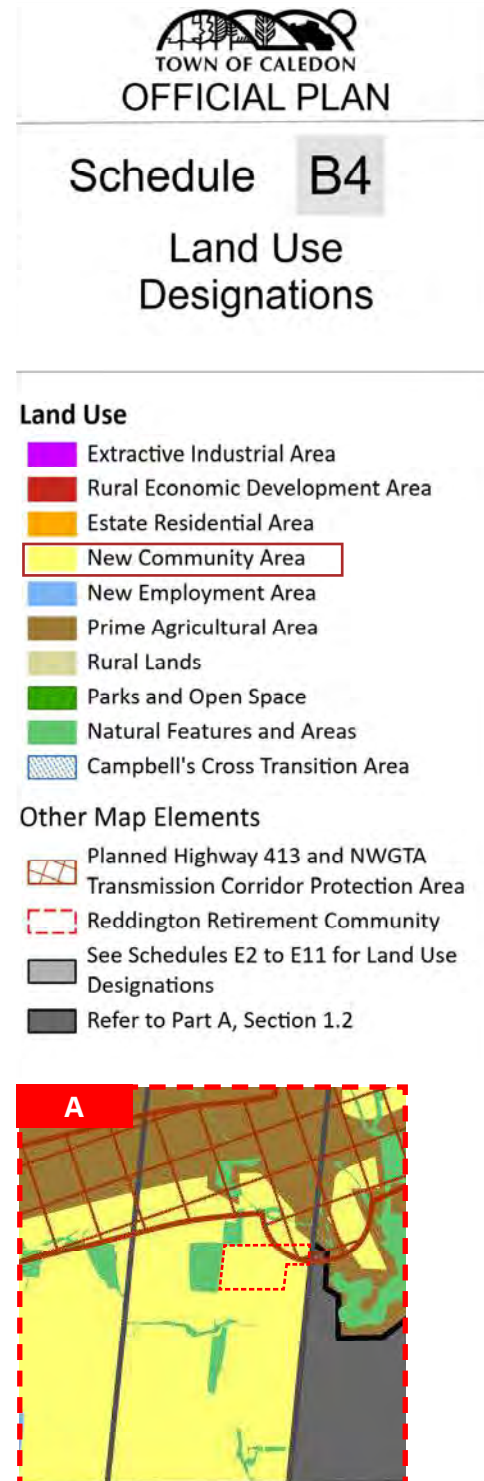 TOWN OF CALEDON
OFFICIAL PLAN
Schedule B4
Land Use
Designations
Land Use
Extractive Industrial Area
Rural Economic Development Area
Estate Residential Area
New Community Area
New Employment Area
Prime Agricultural Area
Rural Lands
Parks and Open Space
Natural Features and Areas
Campbell's Cross Transition Area
Other Map Elements
Planned Highway 413 and NWGTA
Transmission Corridor Protection Area
Reddington Retirement Community
See Schedules E2 to E11 for Land Use
Designations
Refer to Part A, Section 1.2
A